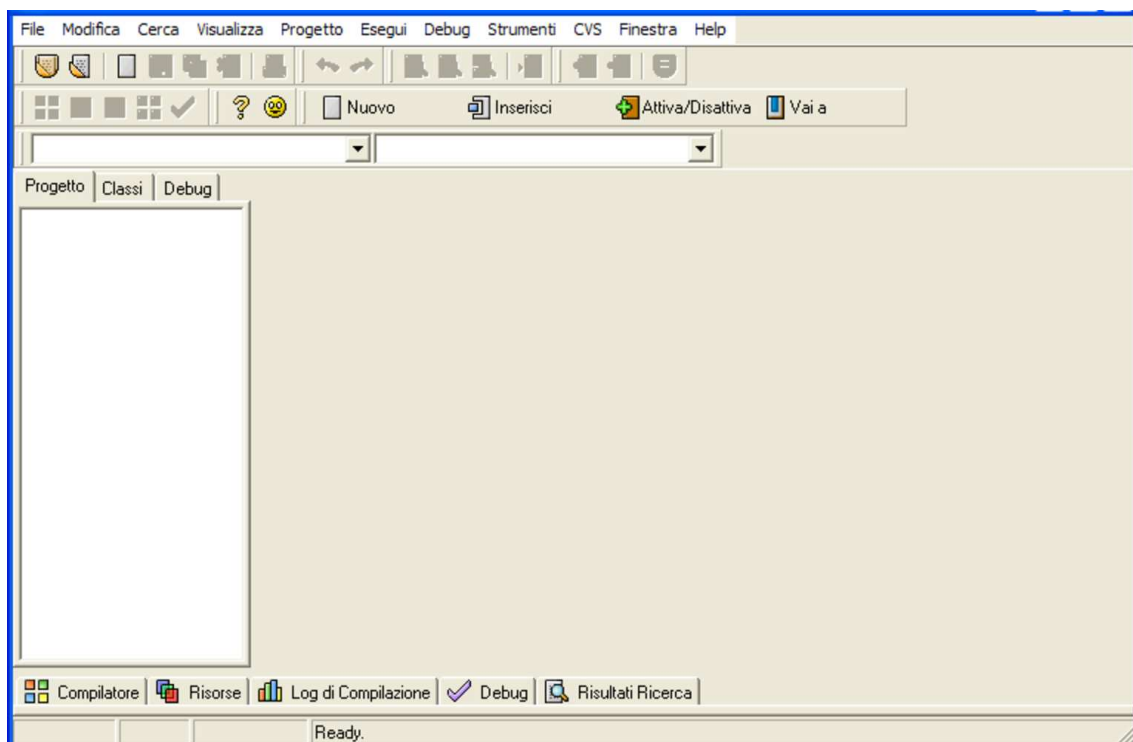 File Modifica Cerca Visualizza Progetto Esegui Debug Strumenti CVS Finestra Help
Nuovo Inserisci Attiva/Disattiva Vai a
Progetto Classi Debug
Compilatore Risorse Log di Compilazione Debug Risultati Ricerca
Ready.